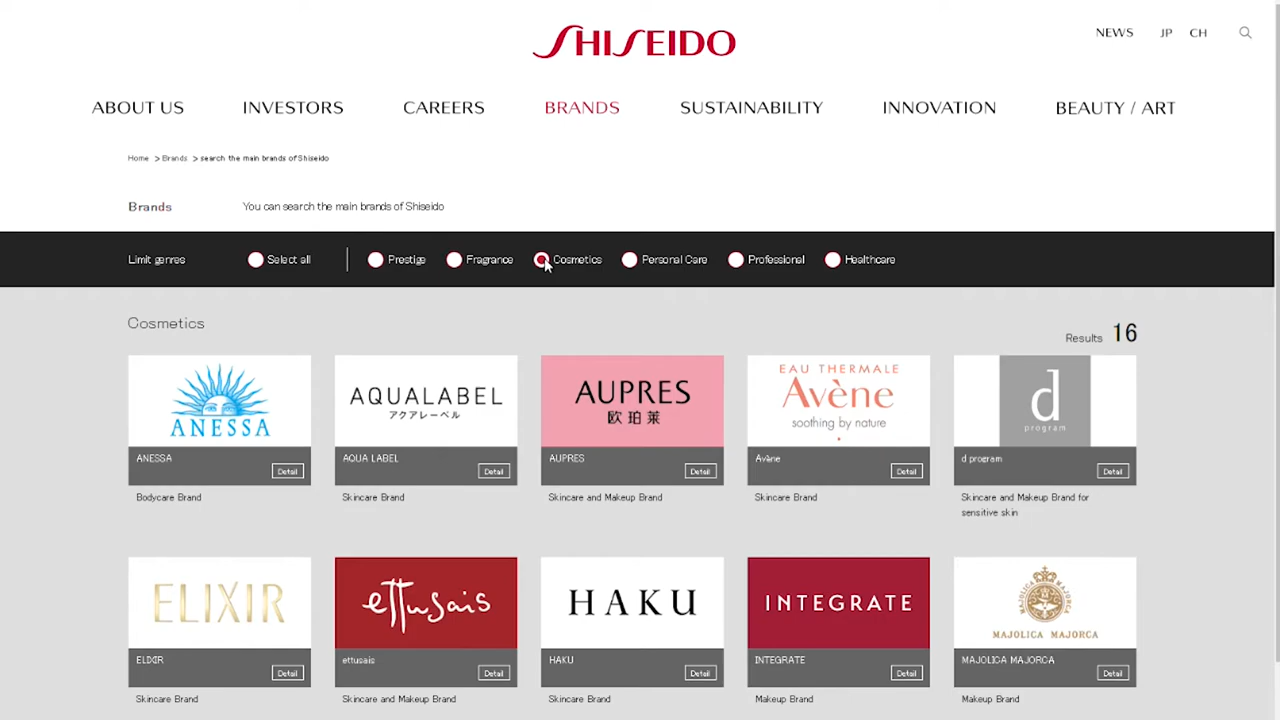 SHISEIDO
NEWS JP CH
ABOUT US INVESTORS CAREERS BRANDS SUSTAINABILITY INNOVATION BEAUTY / ART
Home > Brands > search the main brands of Shiseido
Brands You can search the main brands of Shiseido
Limit genres Select all Prestige Fragrance Cosmetics Personal Care Professional Healthcare
Cosmetics
Results 16
ANESSA
ANESSA
Detail
Bodycare Brand
AQUALABEL
アクアレーベル
AQUA LABEL
Detail
Skincare Brand
AUPRES
欧珀莱
AUPRES
Detail
Skincare and Makeup Brand
EAU THERMALE
Avène
soothing by nature
Avène
Detail
Skincare Brand
d
program
d program
Detail
Skincare and Makeup Brand for
sensitive skin
ELIXIR
ELIXIR
Detail
Skincare Brand
ettusais
ettusais
Detail
Skincare and Makeup Brand
HAKU
HAKU
Detail
Skincare Brand
INTEGRATE
INTEGRATE
Detail
Makeup Brand
MAJOLICA MAJORCA
MAJOLICA MAJORCA
Detail
Makeup Brand